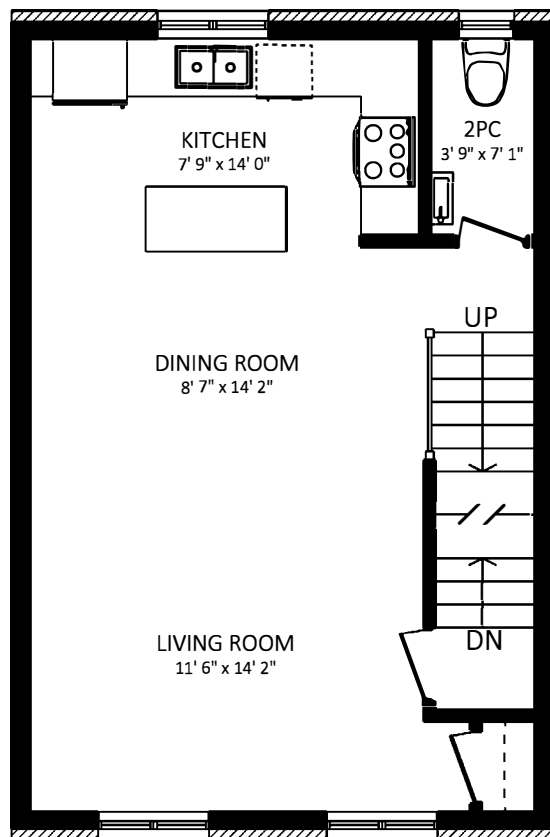 KITCHEN
7' 9" x 14' 0"
2PC
3' 9" x 7' 1"
UP
DINING ROOM
8' 7" x 14' 2"
LIVING ROOM
11' 6" x 14' 2"
DN